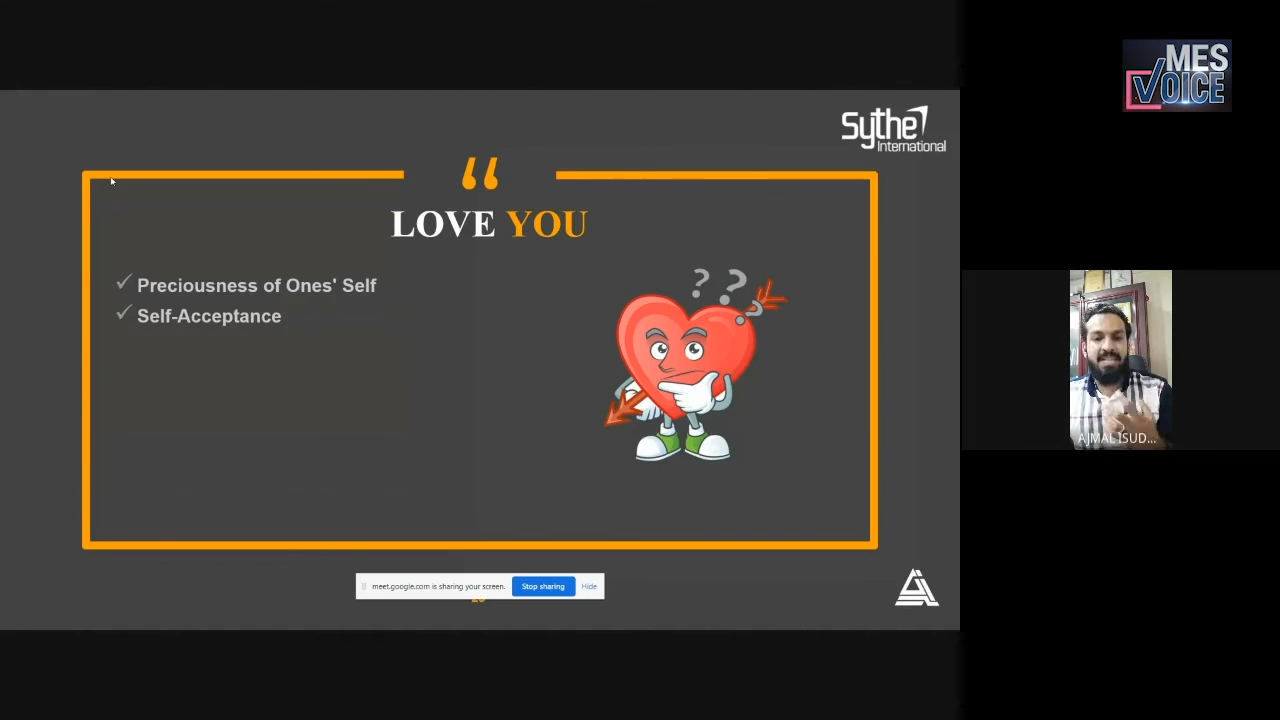 MES
VOICE
Sythe
International
“
LOVE YOU
? ? ?
✓ Preciousness of Ones' Self
✓ Self-Acceptance
AJMAL ISUD...
meet.google.com is sharing your screen. Stop sharing Hide